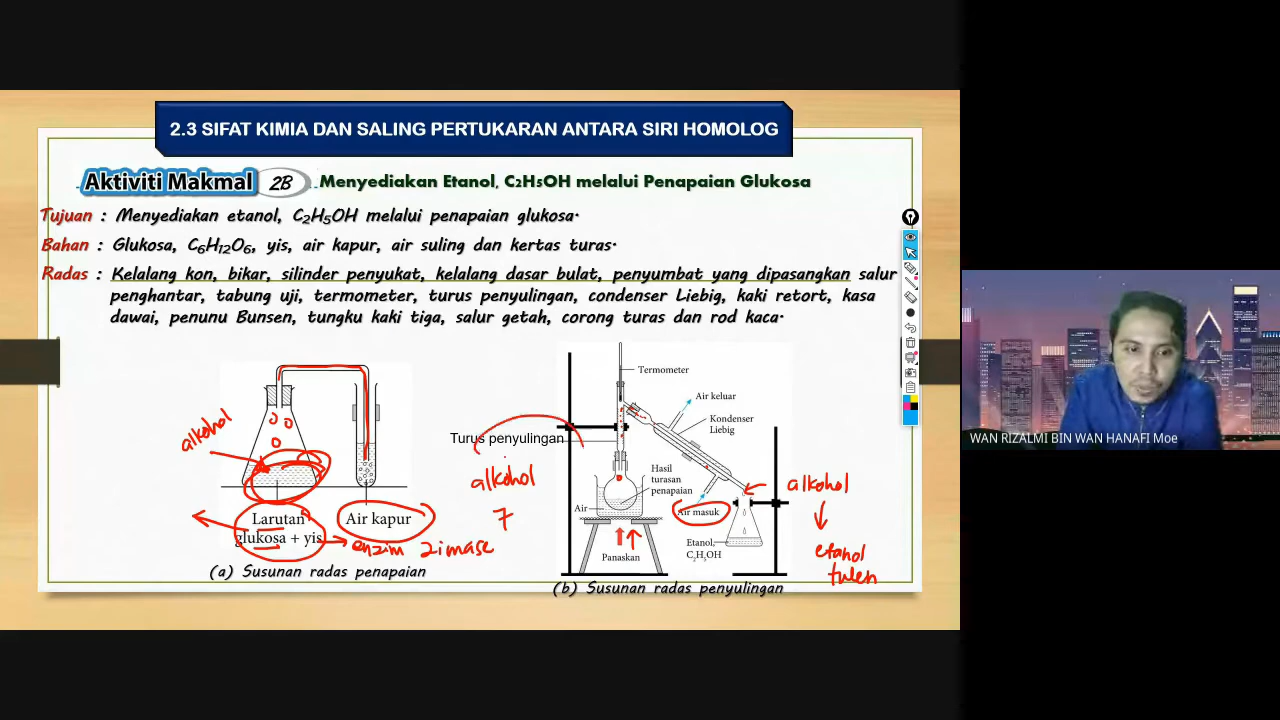 2.3 SIFAT KIMIA DAN SALING PERTUKARAN ANTARA SIRI HOMOLOG
Aktiviti Makmal 2B Menyediakan Etanol, C₂H₅OH melalui Penapaian Glukosa
Tujuan : Menyediakan etanol, C₂H₅OH melalui penapaian glukosa.
Bahan : Glukosa, C₆H₁₂O₆, yis, air kapur, air suling dan kertas turas.
Radas : Kelalang kon, bikar, silinder penyukat, kelalang dasar bulat, penyumbat yang dipasangkan salur
penghantar, tabung uji, termometer, turus penyulingan, condenser Liebig, kaki retort, kasa
dawai, penunu Bunsen, tungku kaki tiga, salur getah, corong turas dan rod kaca.
alkohol
Larutan
glukosa + yis
Air kapur
enzim zimase
(a) Susunan radas penapaian
Termometer
Air keluar
Kondenser
Liebig
Turus penyulingan
alkohol
Hasil
turasan
penapaian
Air
Air masuk
Panaskan
Etanol,
C₂H₅OH
alkohol
etanol
tulen
(b) Susunan radas penyulingan
WAN RIZALMI BIN WAN HANAFI Moe